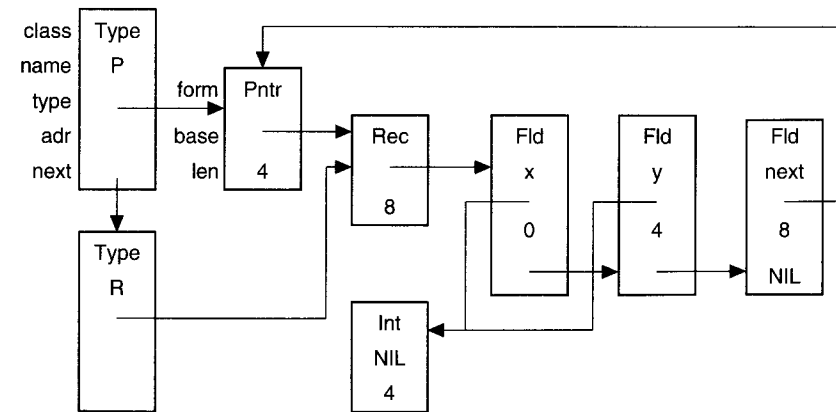 class
name
type
adr
next
Type
P
form
base
len
Pntr
4
Rec
8
Fld
x
0
Fld
y
4
Fld
next
8
NIL
Type
R
Int
NIL
4